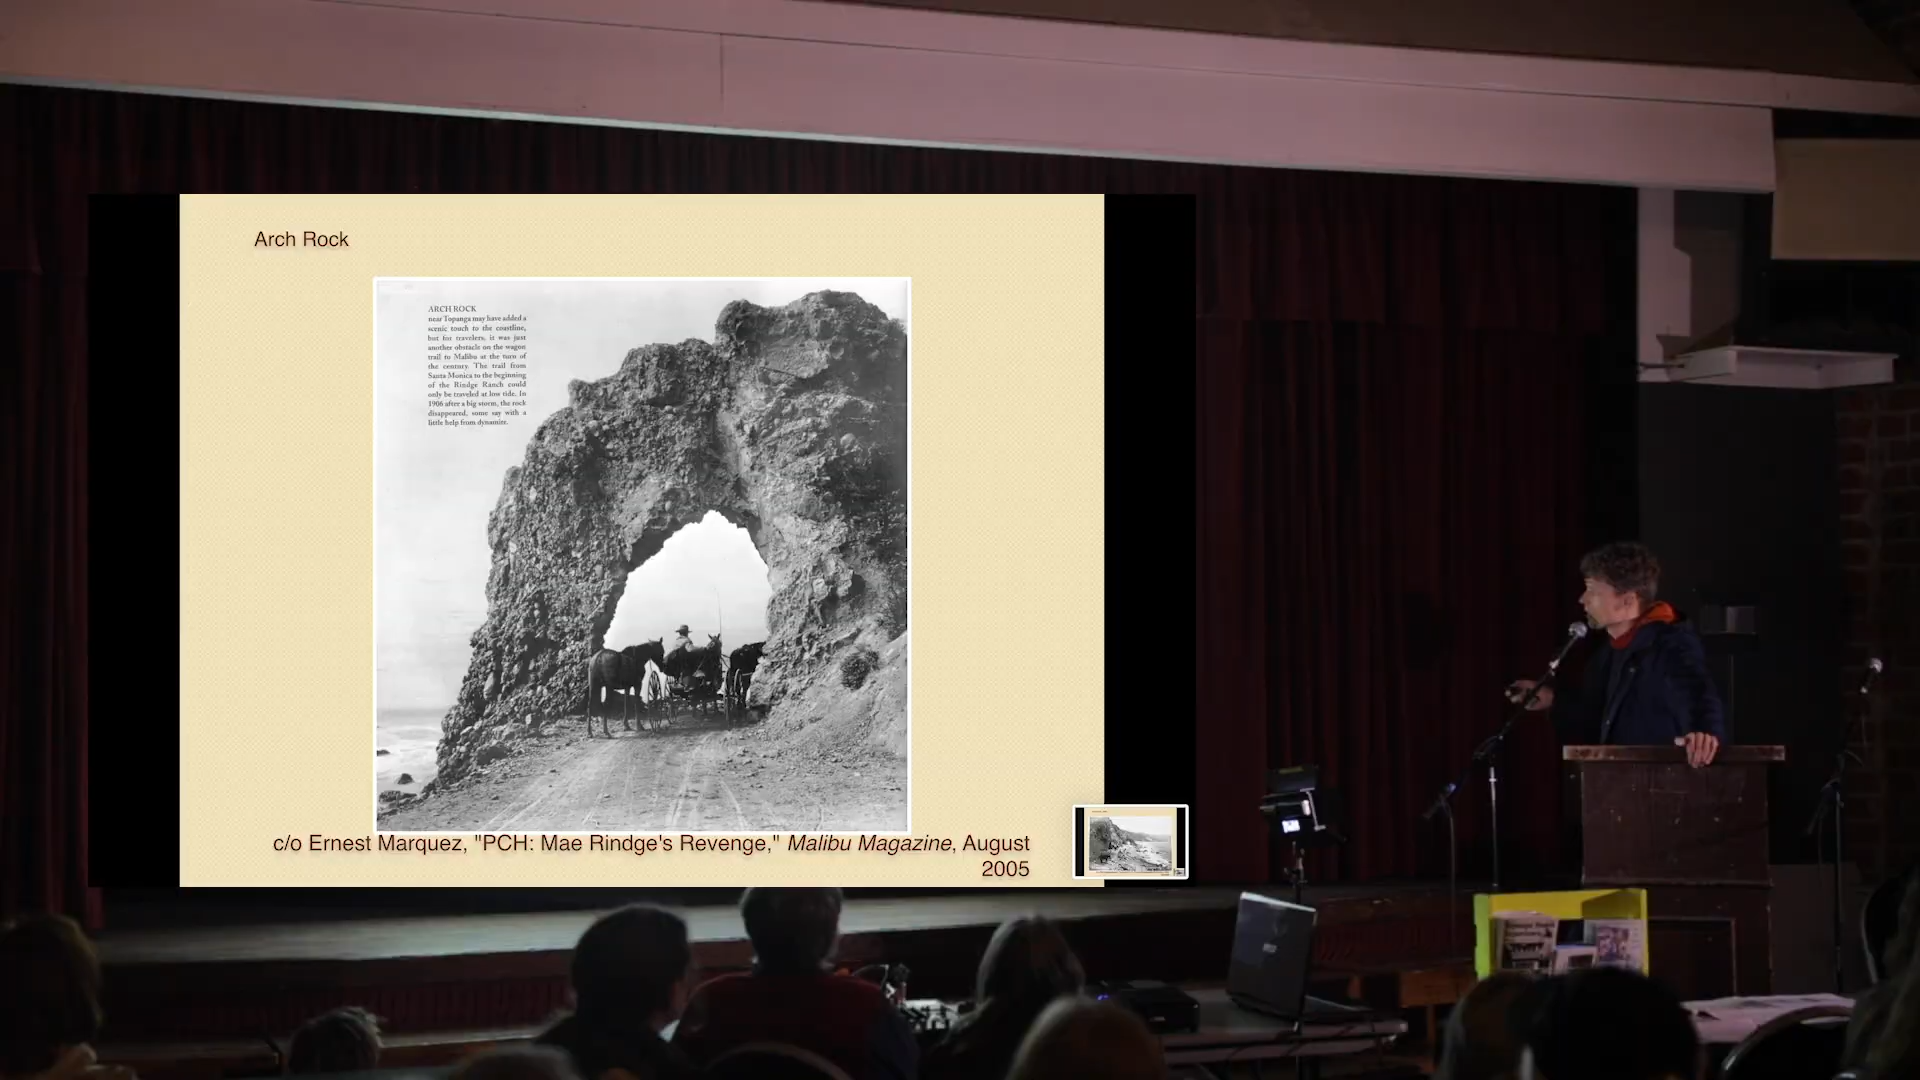 Arch Rock
ARCH ROCK
near Topanga may have added a
scenic touch to the coastline,
but for travelers, it was just
another obstacle on the wagon
trail to Malibu at the turn of
the century. The trail from
Santa Monica to the beginning
of the Rindge Ranch could
only be traveled at low tide. In
1906 after a big storm, the rock
disappeared, some say with a
little help from dynamite.
c/o Ernest Marquez, "PCH: Mae Rindge's Revenge," Malibu Magazine, August
2005